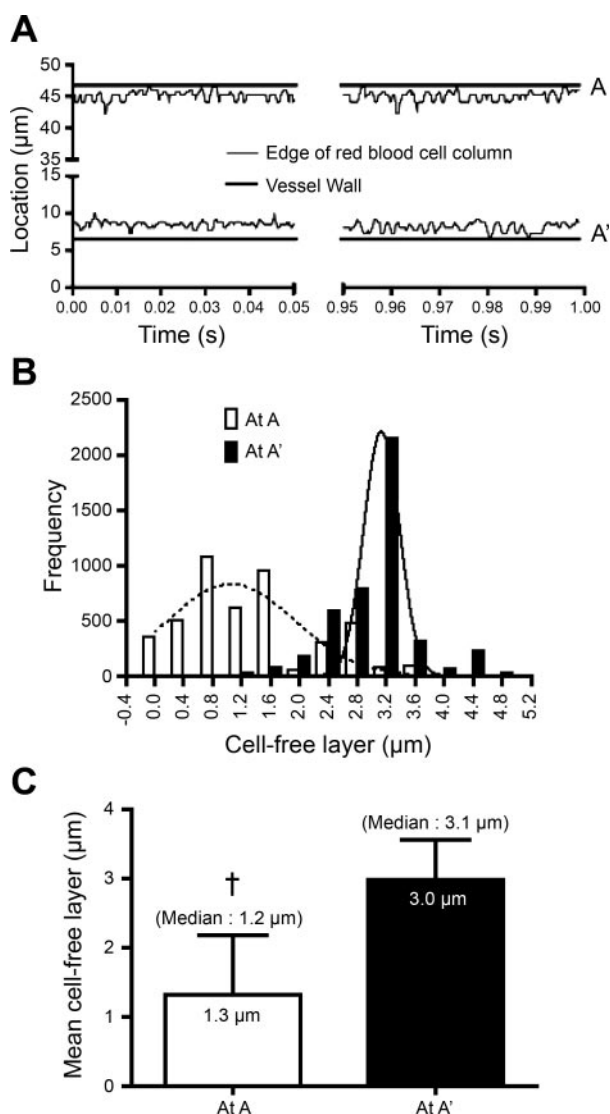 A
Location (µm)
50
45
40
35
15
10
5
0
A
Edge of red blood cell column
Vessel Wall
A'
0.00 0.01 0.02 0.03 0.04 0.05 0.95 0.96 0.97 0.98 0.99 1.00
Time (s) Time (s)
B
Frequency
2500
2000
1500
1000
500
0
At A
At A'
-0.4 0.0 0.4 0.8 1.2 1.6 2.0 2.4 2.8 3.2 3.6 4.0 4.4 4.8 5.2
Cell-free layer (µm)
C
Mean cell-free layer (µm)
4
3
2
1
0
(Median : 3.1 µm)
†
(Median : 1.2 µm)
3.0 µm
1.3 µm
At A At A'